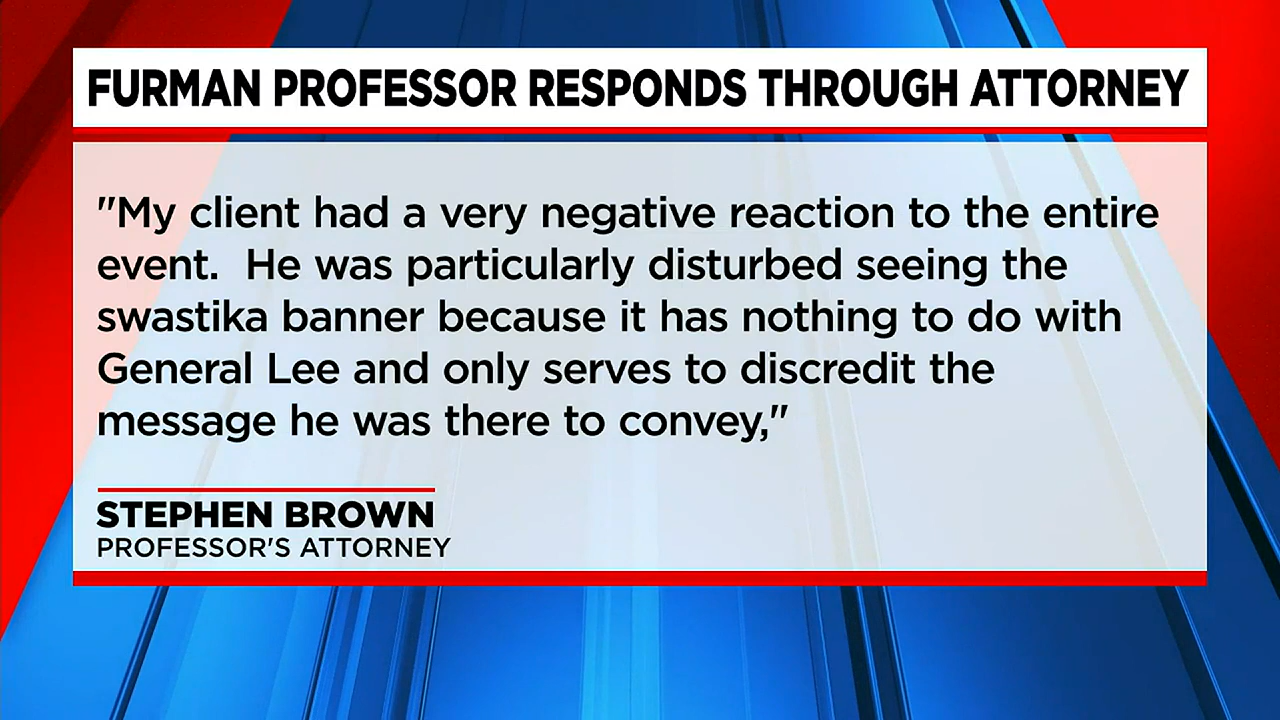 FURMAN PROFESSOR RESPONDS THROUGH ATTORNEY
"My client had a very negative reaction to the entire
event.  He was particularly disturbed seeing the
swastika banner because it has nothing to do with
General Lee and only serves to discredit the
message he was there to convey,"
STEPHEN BROWN
PROFESSOR'S ATTORNEY